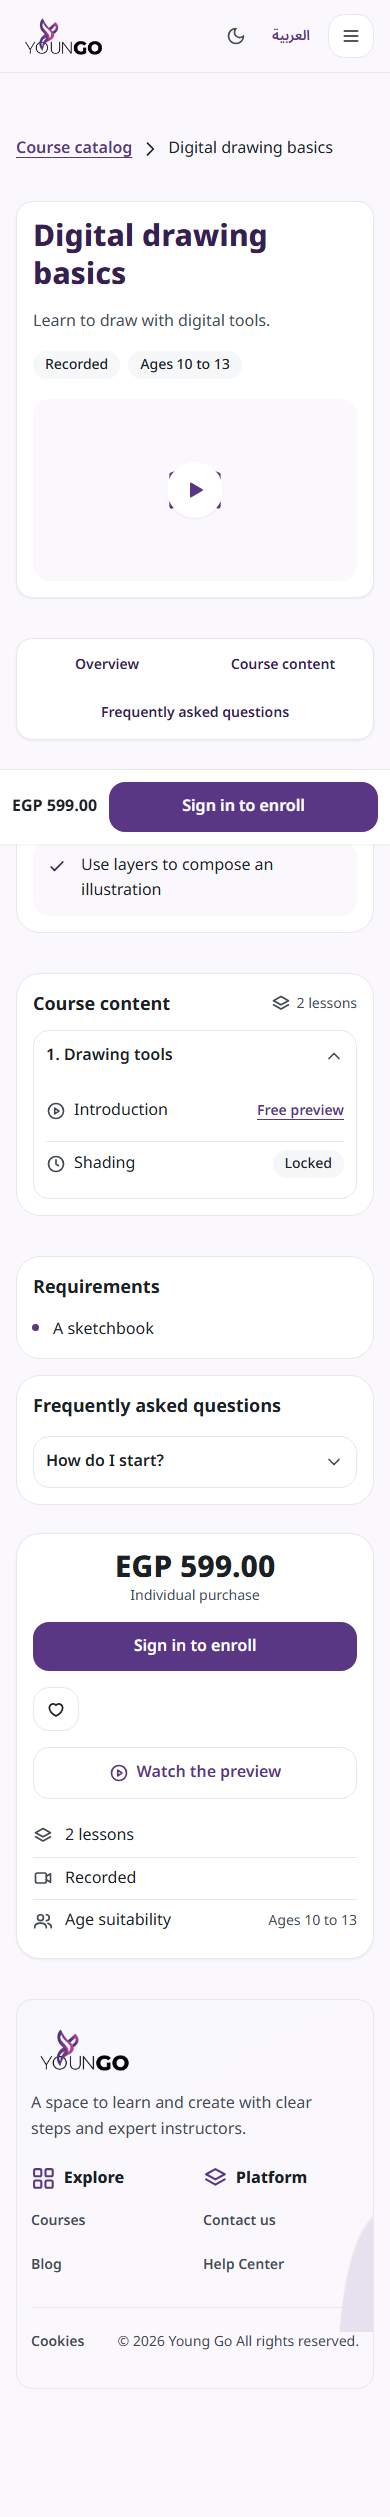 YOUNGO
العربية
Course catalog
Digital drawing basics
Digital drawing
basics
Learn to draw with digital tools.
Recorded
Ages 10 to 13
Overview
Course content
Frequently asked questions
EGP 599.00
Sign in to enroll
Use layers to compose an
illustration
Course content
2 lessons
1. Drawing tools
Introduction
Free preview
Shading
Locked
Requirements
A sketchbook
Frequently asked questions
How do I start?
EGP 599.00
Individual purchase
Sign in to enroll
Watch the preview
2 lessons
Recorded
Age suitability
Ages 10 to 13
YOUNGO
A space to learn and create with clear
steps and expert instructors.
Explore
Platform
Courses
Contact us
Blog
Help Center
Cookies
© 2026 Young Go All rights reserved.